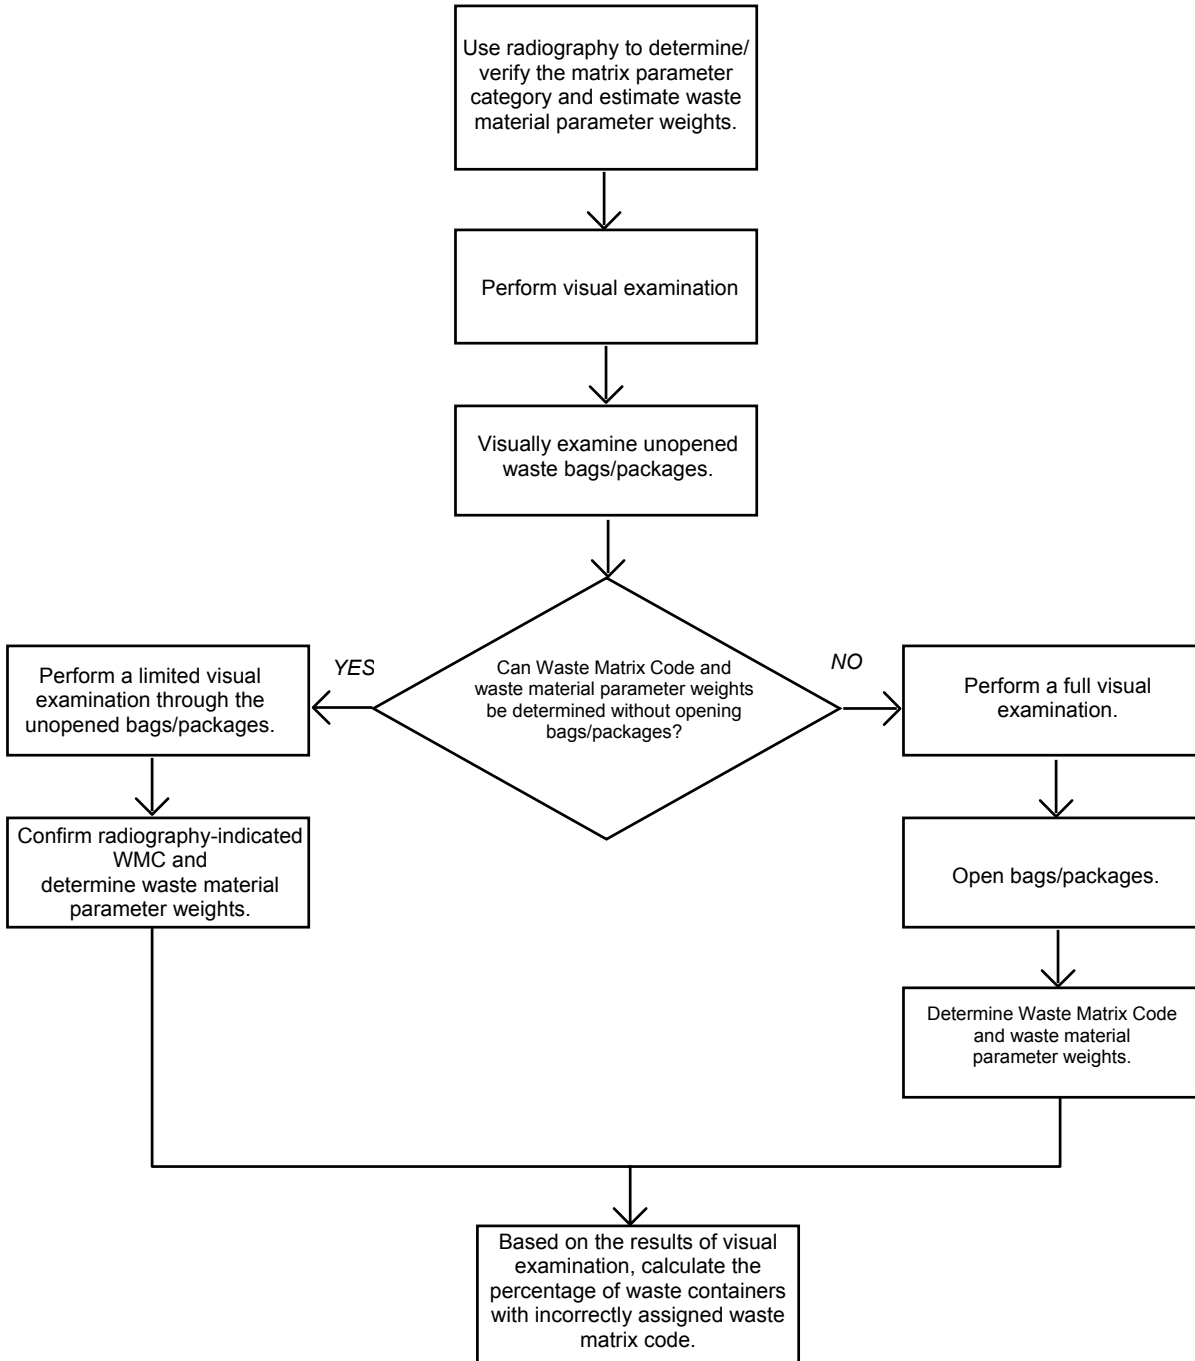 Use radiography to determine/
verify the matrix parameter
category and estimate waste
material parameter weights.
Perform visual examination
Visually examine unopened
waste bags/packages.
Can Waste Matrix Code and
waste material parameter weights
be determined without opening
bags/packages?
YES
NO
Perform a limited visual
examination through the
unopened bags/packages.
Perform a full visual
examination.
Confirm radiography-indicated
WMC and
determine waste material
parameter weights.
Open bags/packages.
Determine Waste Matrix Code
and waste material
parameter weights.
Based on the results of visual
examination, calculate the
percentage of waste containers
with incorrectly assigned waste
matrix code.